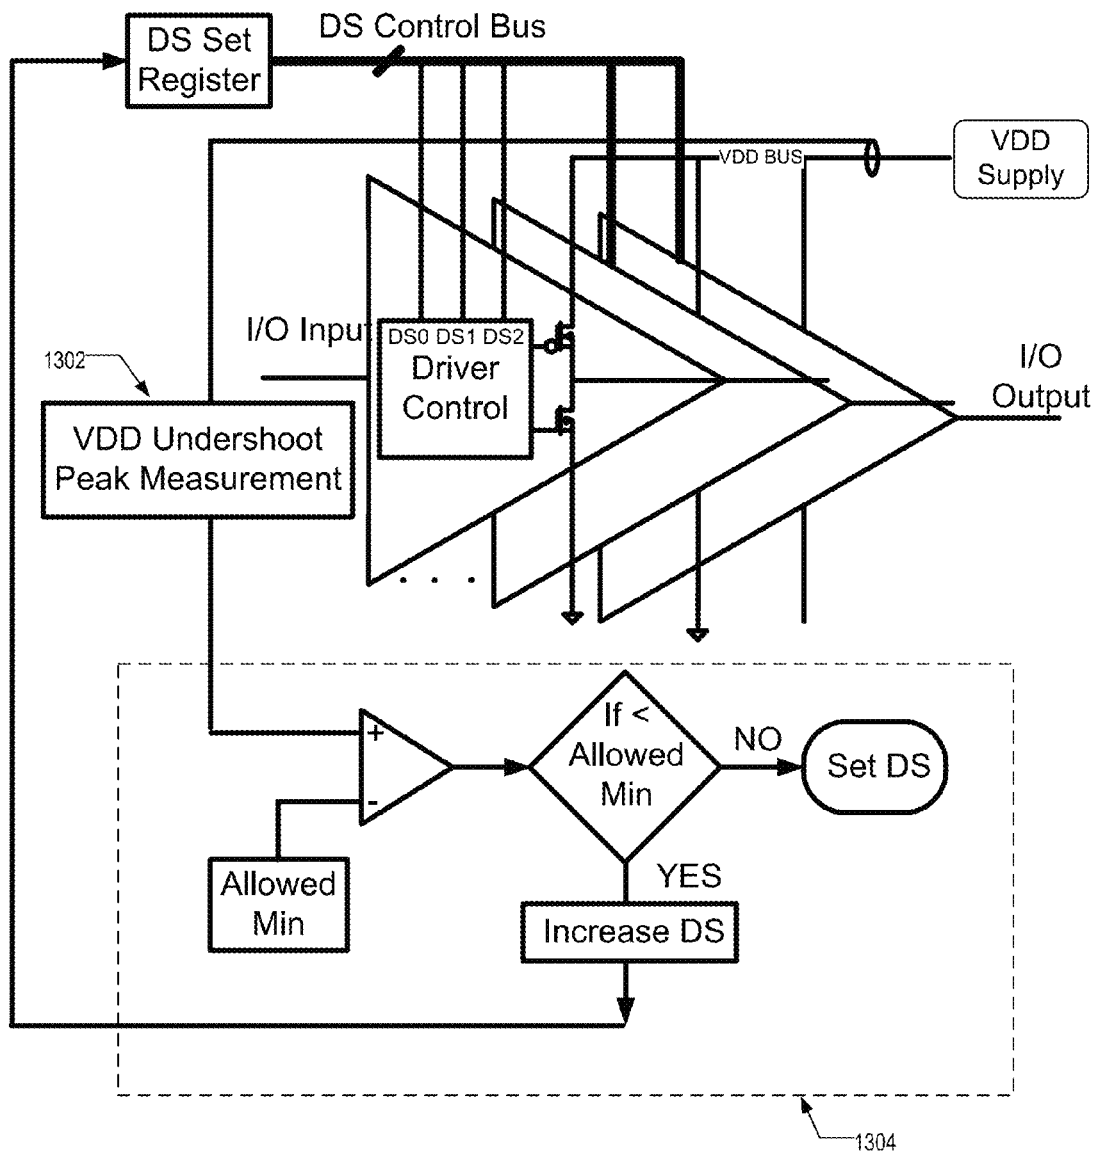 DS Control Bus
DS Set
Register
VDD
Supply
VDD BUS
I/O Input
DS0 DS1 DS2
Driver
Control
I/O
Output
1302
VDD Undershoot
Peak Measurement
. . .
+
-
If <
Allowed
Min
NO
Set DS
YES
Allowed
Min
Increase DS
1304